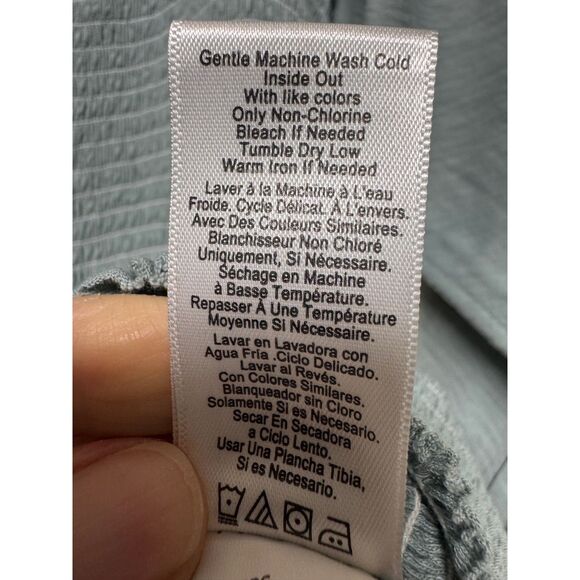 Gentle Machine Wash Cold
Inside Out
With like colors
Only Non-Chlorine
Bleach If Needed
Tumble Dry Low
Warm Iron If Needed
Laver à la Machine à L'eau
Froide. Cycle Délicat. À L'envers.
Avec Des Couleurs Similaires.
Blanchisseur Non Chloré
Uniquement, Si Nécessaire.
Séchage en Machine
à Basse Température.
Repasser À Une Température
Moyenne Si Nécessaire.
Lavar en Lavadora con
Agua Fría .Ciclo Delicado.
Lavar al Revés.
Con Colores Similares.
Blanqueador sin Cloro
Solamente Si es Necesario.
Secar En Secadora
a Ciclo Lento.
Usar Una Plancha Tibia,
Si es Necesario.